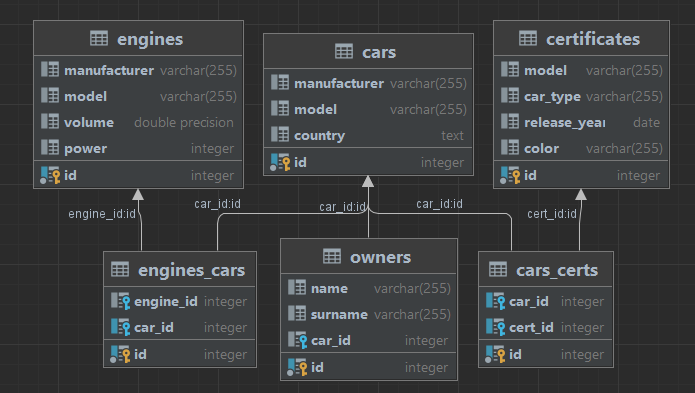 engines
manufacturer varchar(255)
model varchar(255)
volume double precision
power integer
id integer
cars
manufacturer varchar(255)
model varchar(255)
country text
id integer
certificates
model varchar(255)
car_type varchar(255)
release_year date
color varchar(255)
id integer
engine_id:id
car_id:id
car_id:id
car_id:id
cert_id:id
engines_cars
engine_id integer
car_id integer
id integer
owners
name varchar(255)
surname varchar(255)
car_id integer
id integer
cars_certs
car_id integer
cert_id integer
id integer